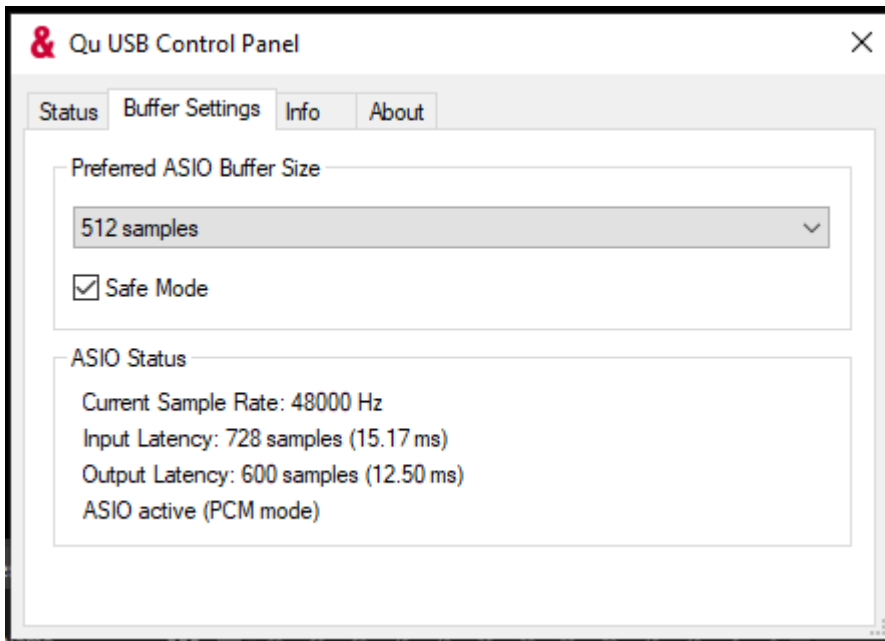 & Qu USB Control Panel
Status Buffer Settings Info About
Preferred ASIO Buffer Size
512 samples
Safe Mode
ASIO Status
Current Sample Rate: 48000 Hz
Input Latency: 728 samples (15.17 ms)
Output Latency: 600 samples (12.50 ms)
ASIO active (PCM mode)